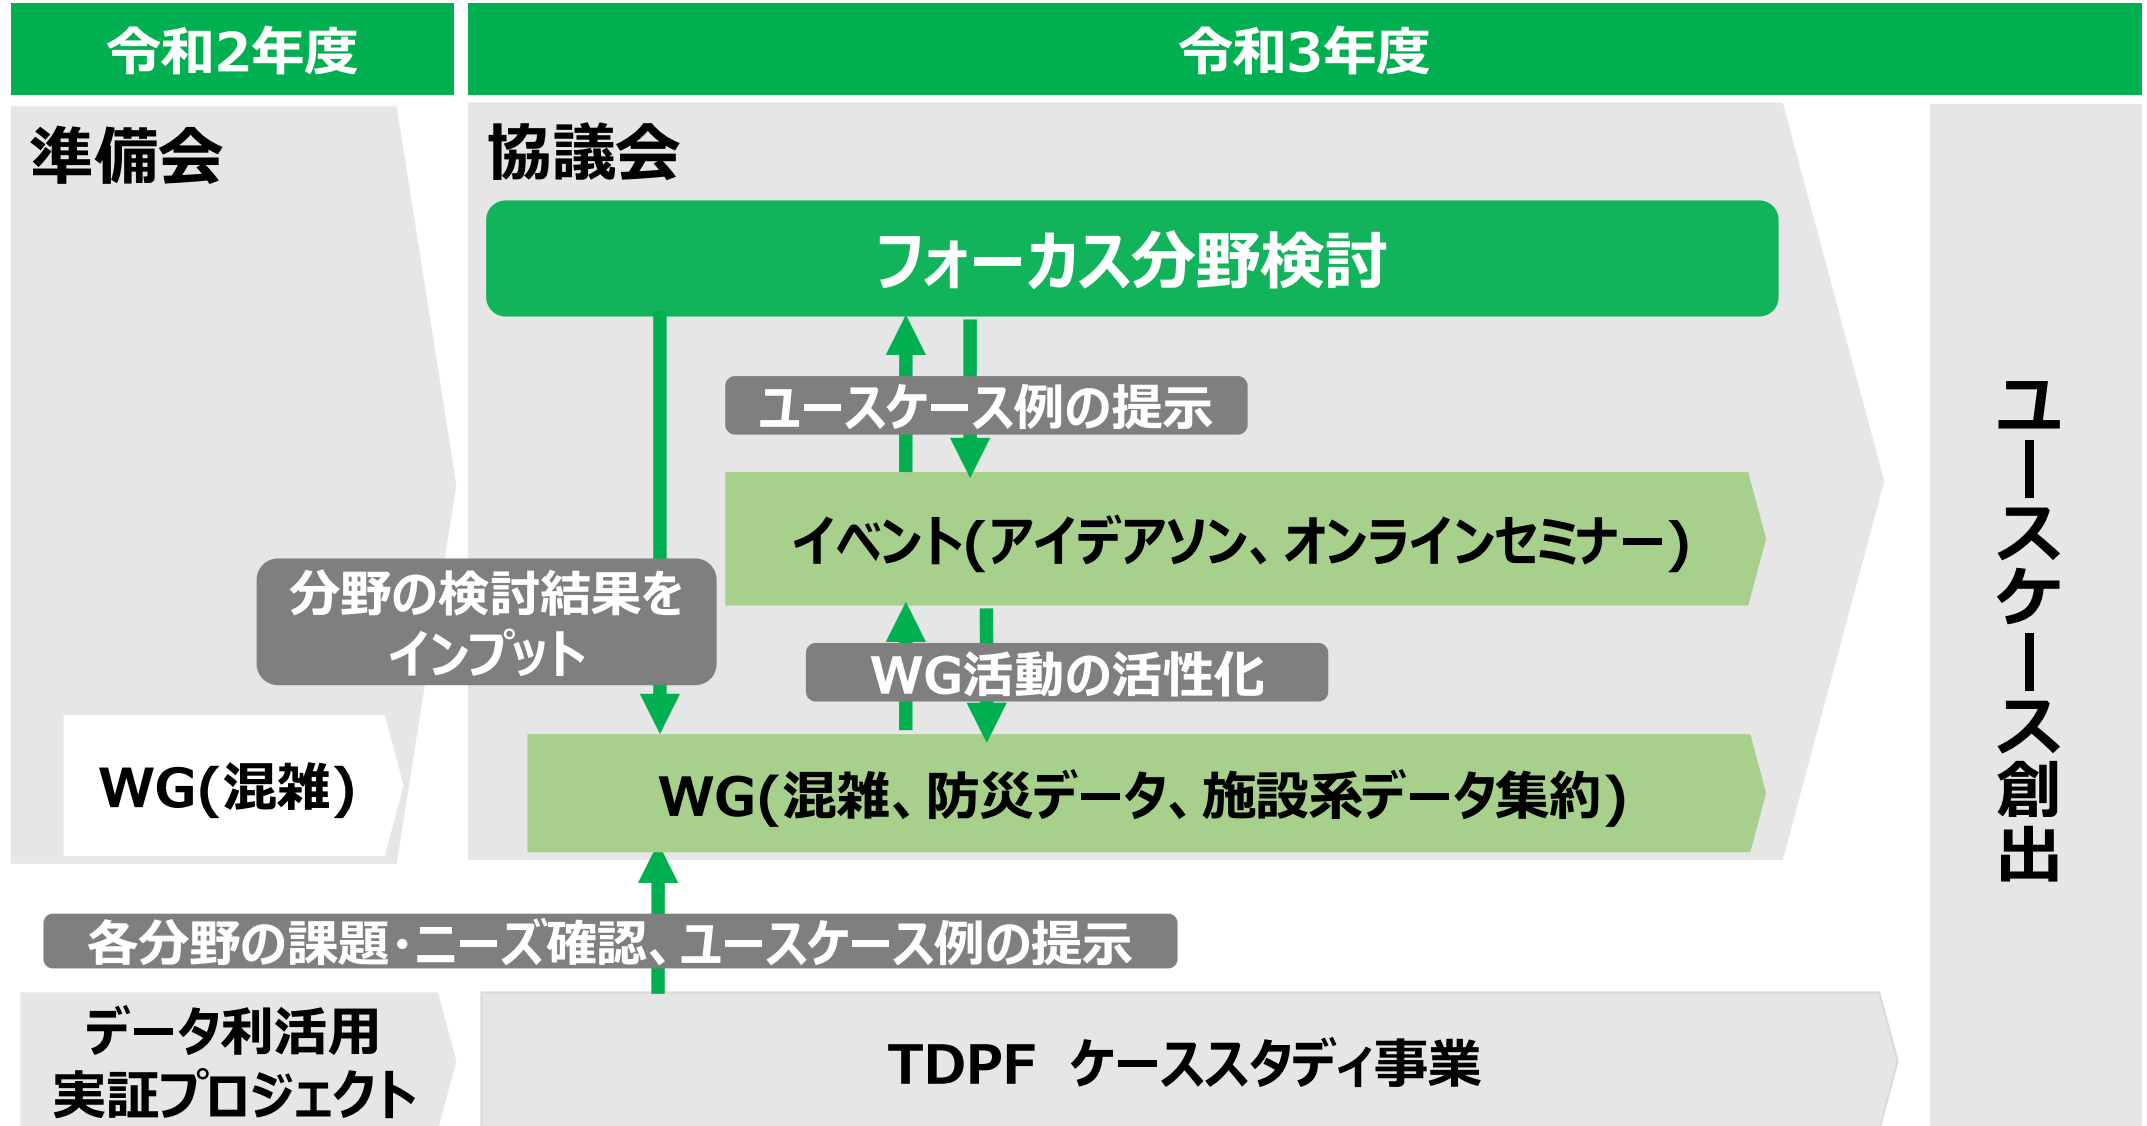 令和2年度
令和3年度
準備会
協議会
フォーカス分野検討
ユースケース例の提示
イベント(アイデアソン、オンラインセミナー)
分野の検討結果を
インプット
WG活動の活性化
WG(混雑)
WG(混雑、防災データ、施設系データ集約)
各分野の課題・ニーズ確認、ユースケース例の提示
データ利活用
実証プロジェクト
TDPF ケーススタディ事業
ユースケース創出